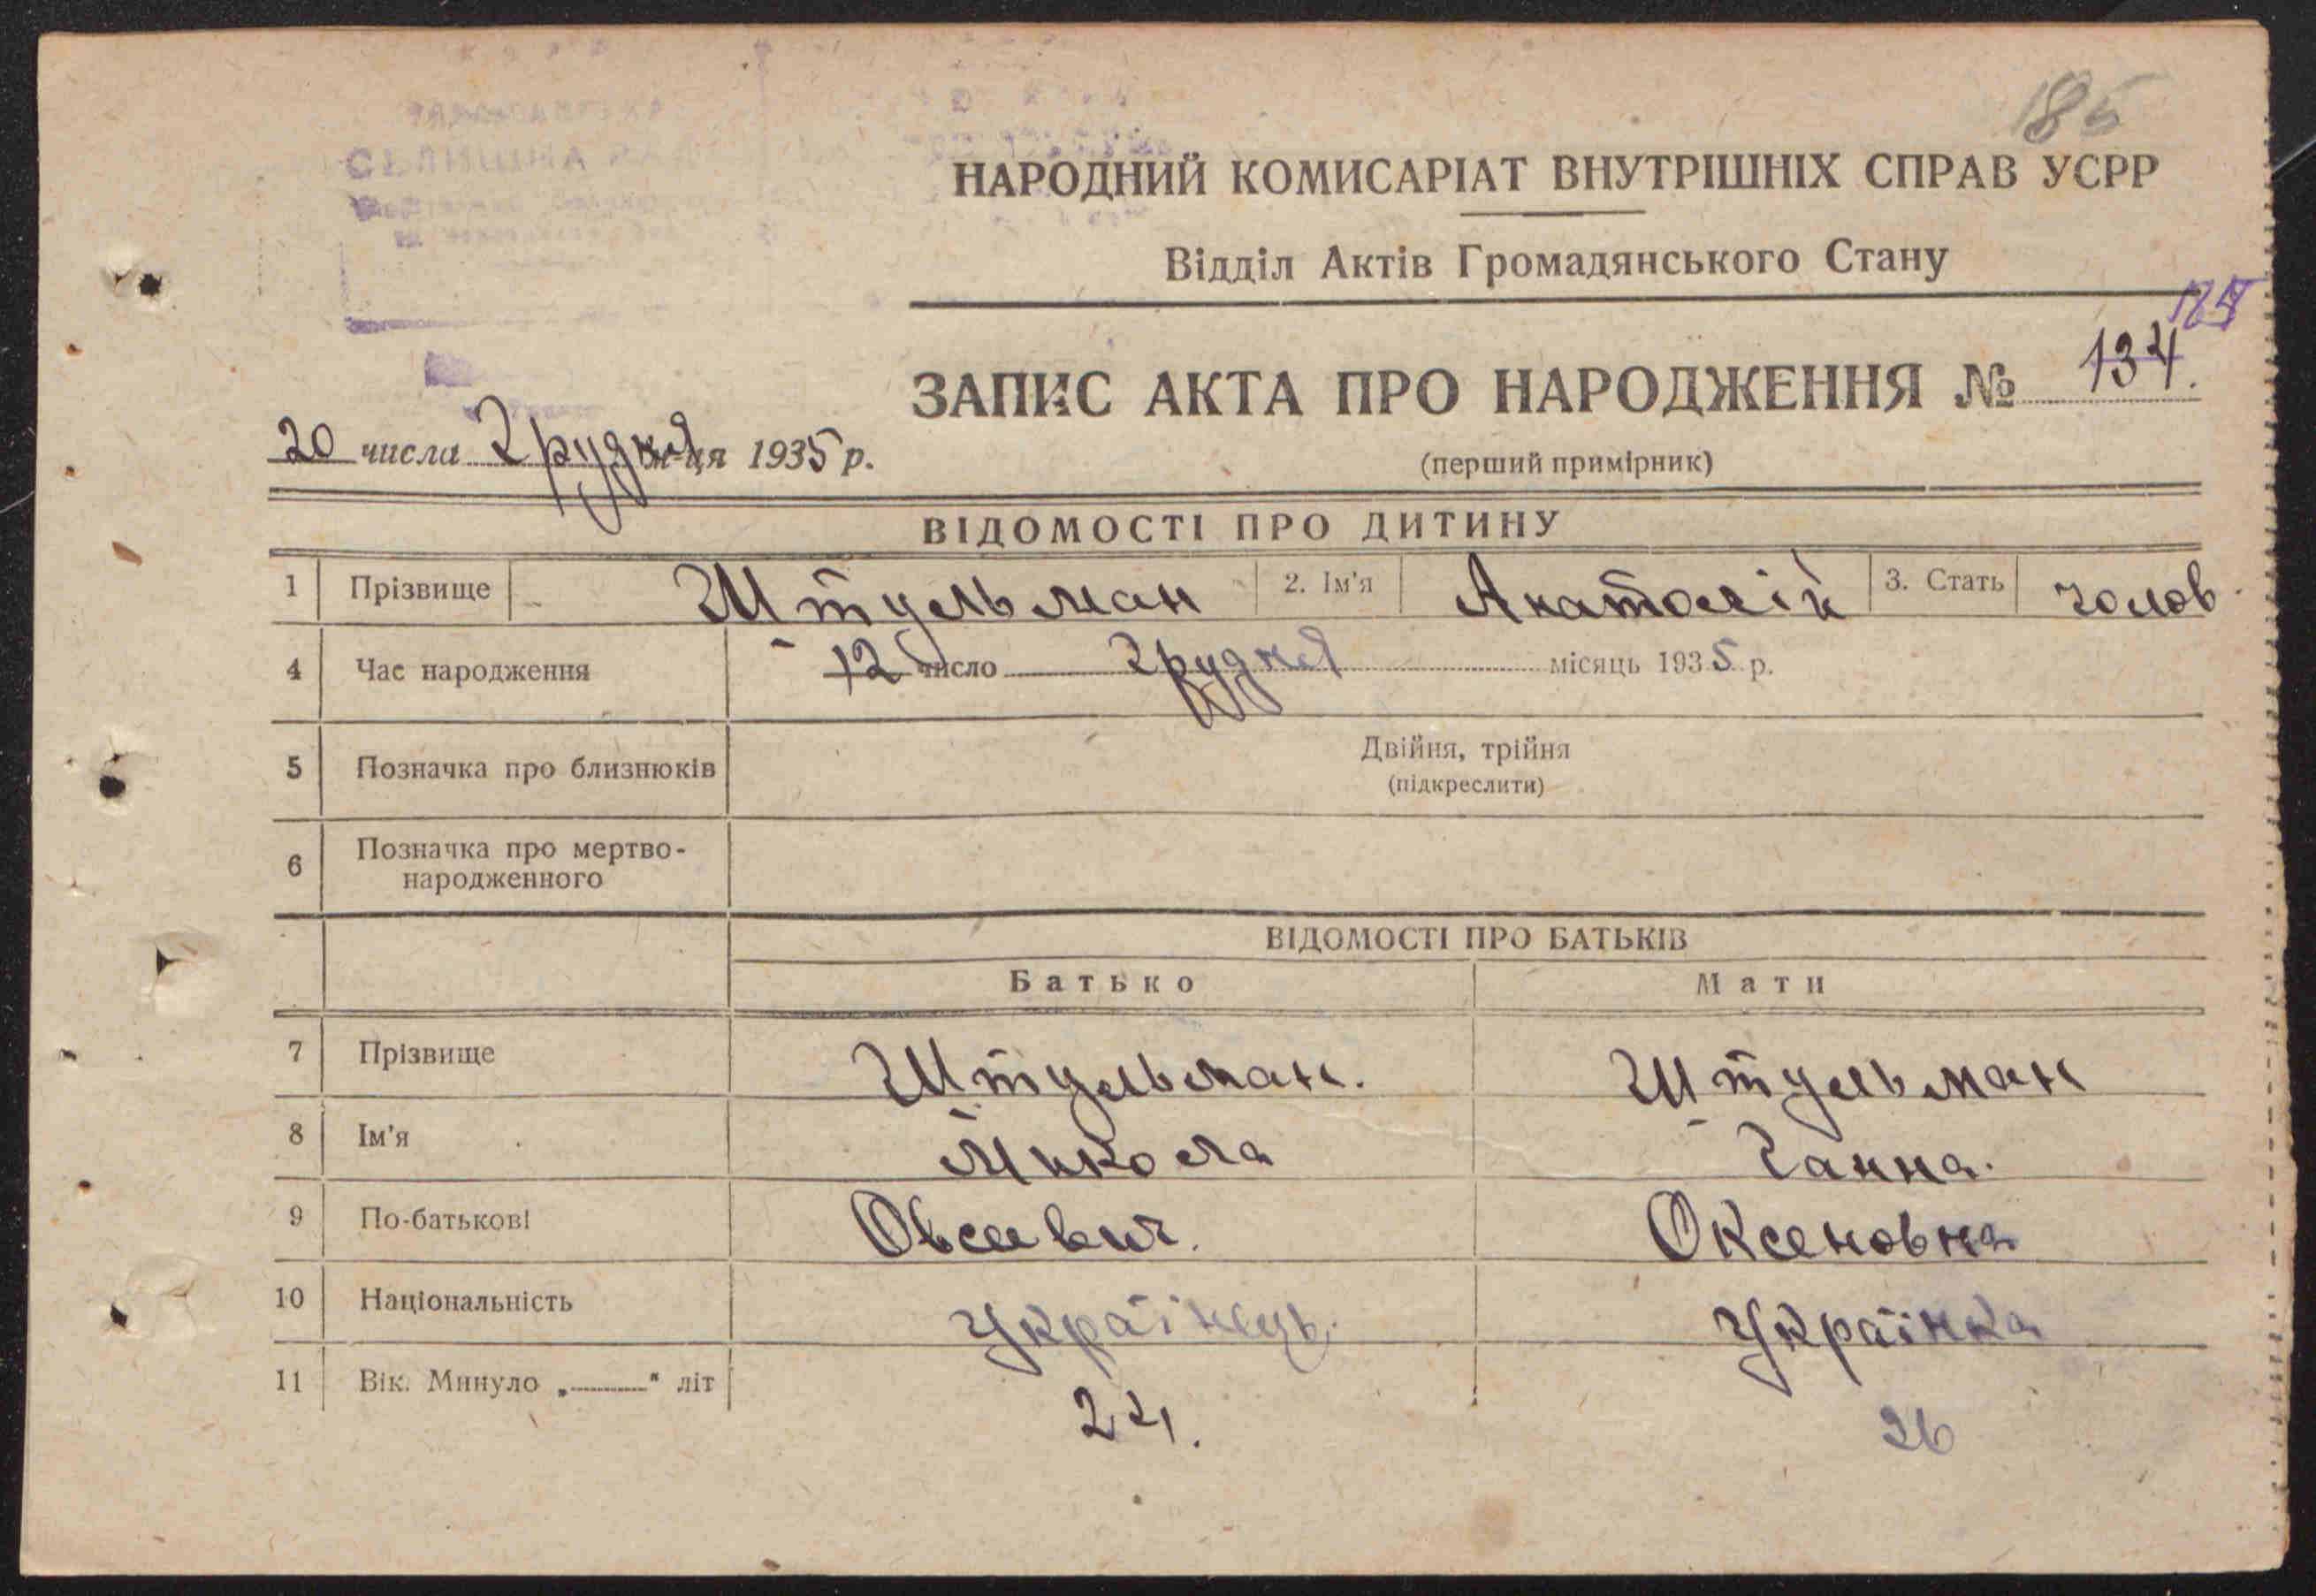 185
СЕЛИЩНА РАДА
НАРОДНИЙ КОМИСАРІАТ ВНУТРІШНІХ СПРАВ УСРР
Відділ Актів Громадянського Стану
185
ЗАПИС АКТА ПРО НАРОДЖЕННЯ № 134.
20 числа Грудня м-ця 1935 р.
(перший примірник)
ВІДОМОСТІ ПРО ДИТИНУ
1 Прізвище Штульман 2. Ім'я Анатолій 3. Стать чолов
4 Час народження 12 число Грудня місяць 1935 р.
5 Позначка про близнюків Двійня, трійня
(підкреслити)
6 Позначка про мертво-
народженного
ВІДОМОСТІ ПРО БАТЬКІВ
Батько Мати
7 Прізвище Штульман. Штульман
8 Ім'я Микола Ганна.
9 По-батькові Овсеевич. Оксеновна
10 Національність Українець. Українка
11 Вік. Минуло „ “ літ 24. 26